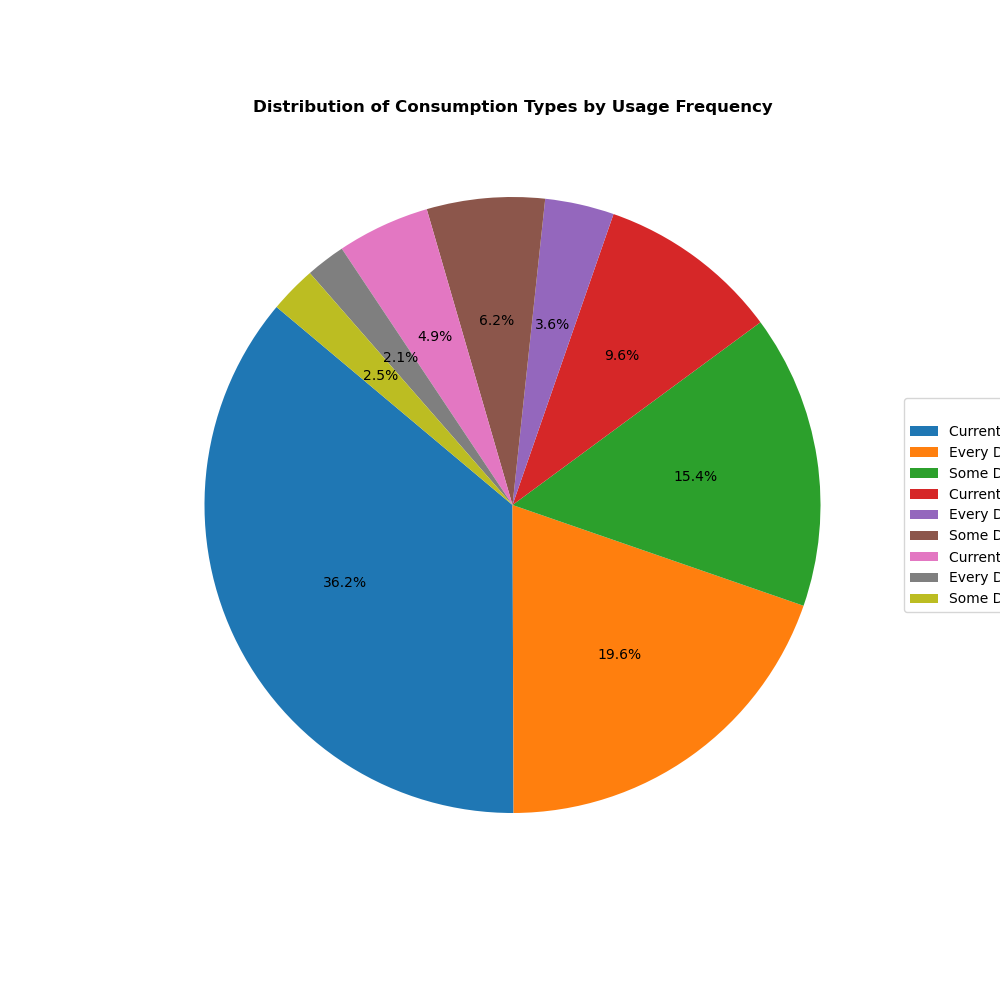 Distribution of Consumption Types by Usage Frequency
6.2%
3.6%
4.9%
9.6%
2.1%
2.5%
15.4%
36.2%
19.6%
Current
Every D
Some D
Current
Every D
Some D
Current
Every D
Some D